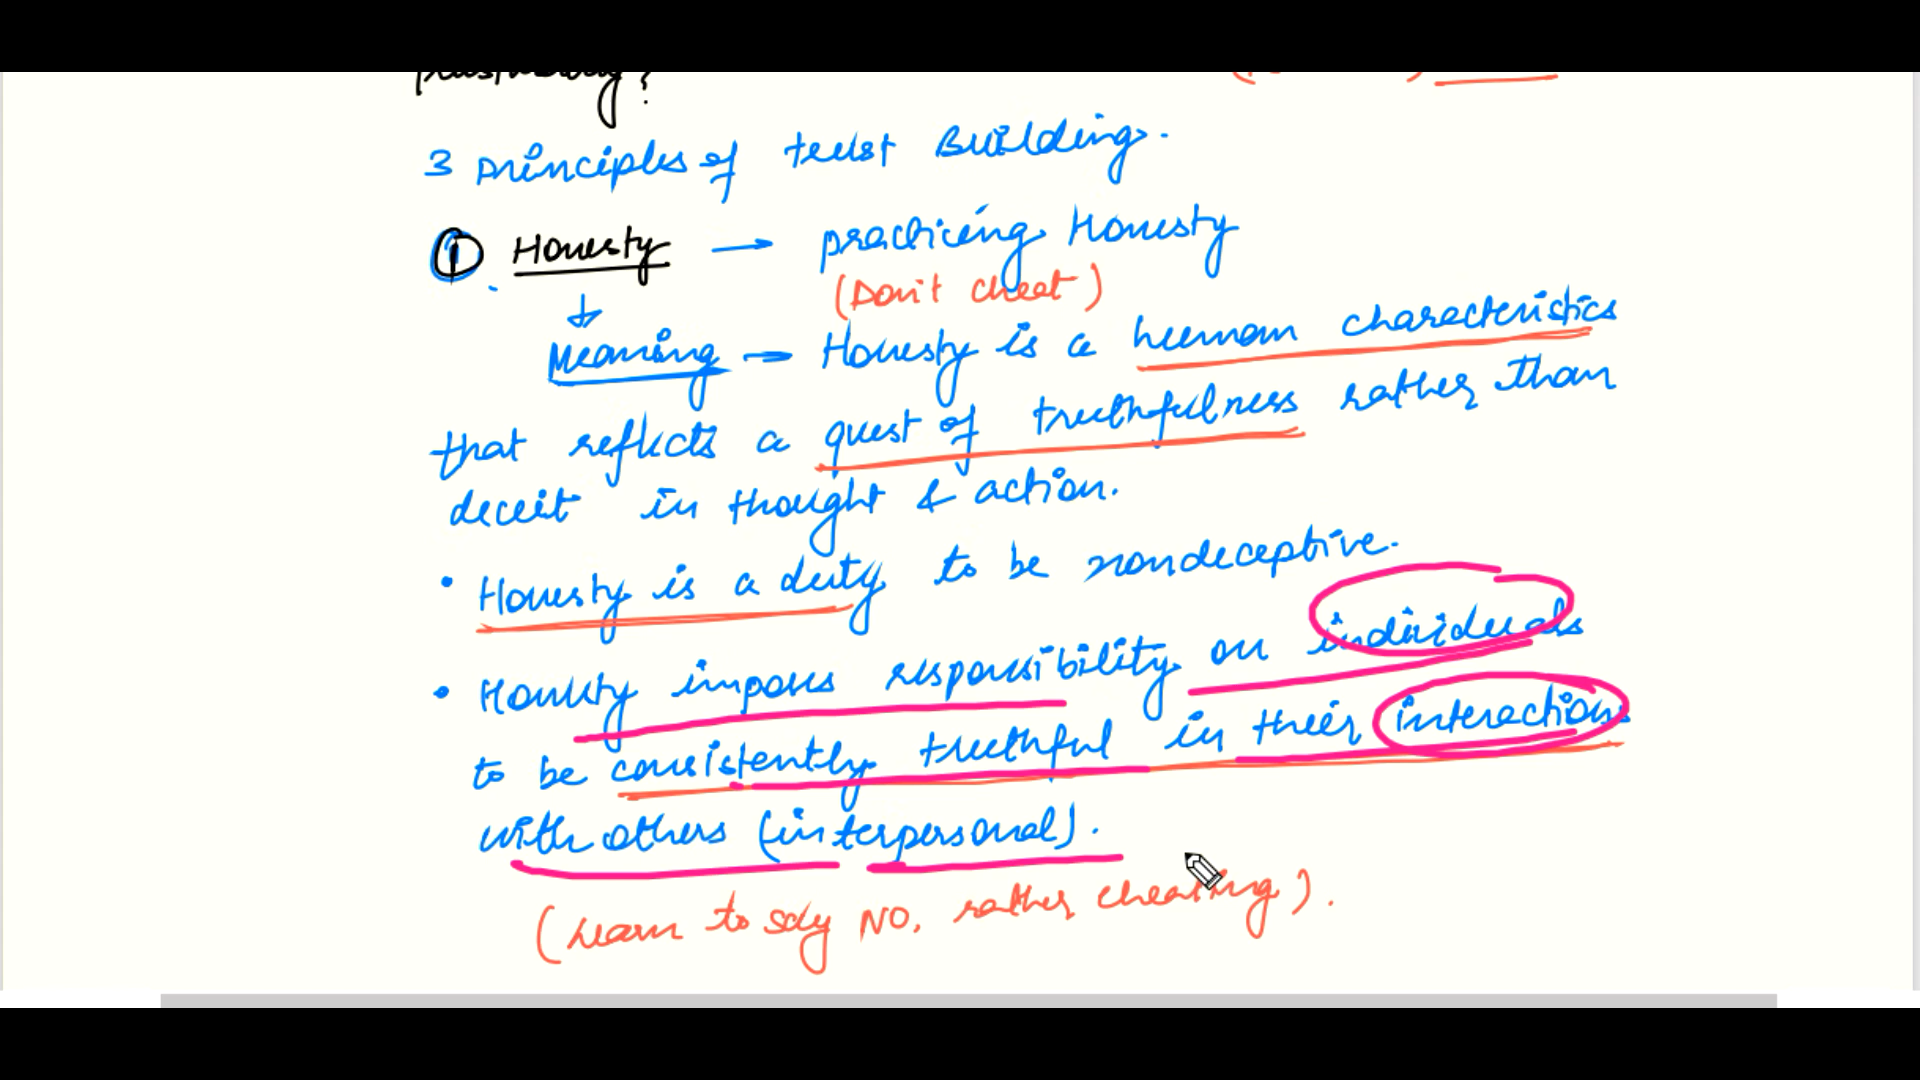 3 Principles of trust Building.
① Honesty → practicing Honesty
(Don't cheat)
Meaning → Honesty is a human characteristics
that reflects a quest of truthfulness rather than
deceit in thought & action.
• Honesty is a duty to be nondeceptive.
• Honesty imposes responsibility on individuals
to be consistently truthful in their interactions
with others (interpersonal).
(Learn to say NO, rather cheating).